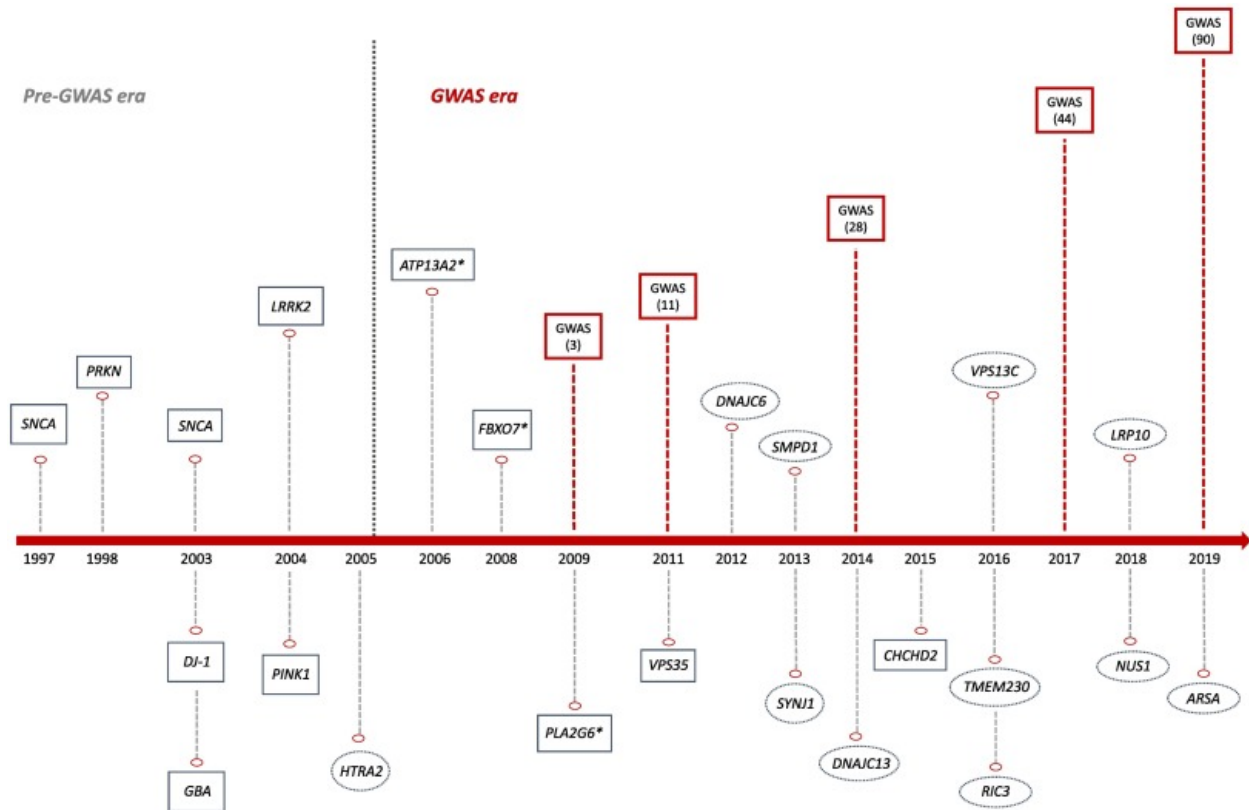 GWAS
(90)
Pre-GWAS era
GWAS era
GWAS
(44)
GWAS
(28)
ATP13A2*
LRRK2
GWAS
(11)
GWAS
(3)
PRKN
VPS13C
DNAJC6
SNCA
SNCA
FBXO7*
SMPD1
LRP10
1997 1998 2003 2004 2005 2006 2008 2009 2011 2012 2013 2014 2015 2016 2017 2018 2019
DJ-1
PINK1
VPS35
CHCHD2
TMEM230
NUS1
SYNJ1
ARSA
PLA2G6*
HTRA2
DNAJC13
GBA
RIC3